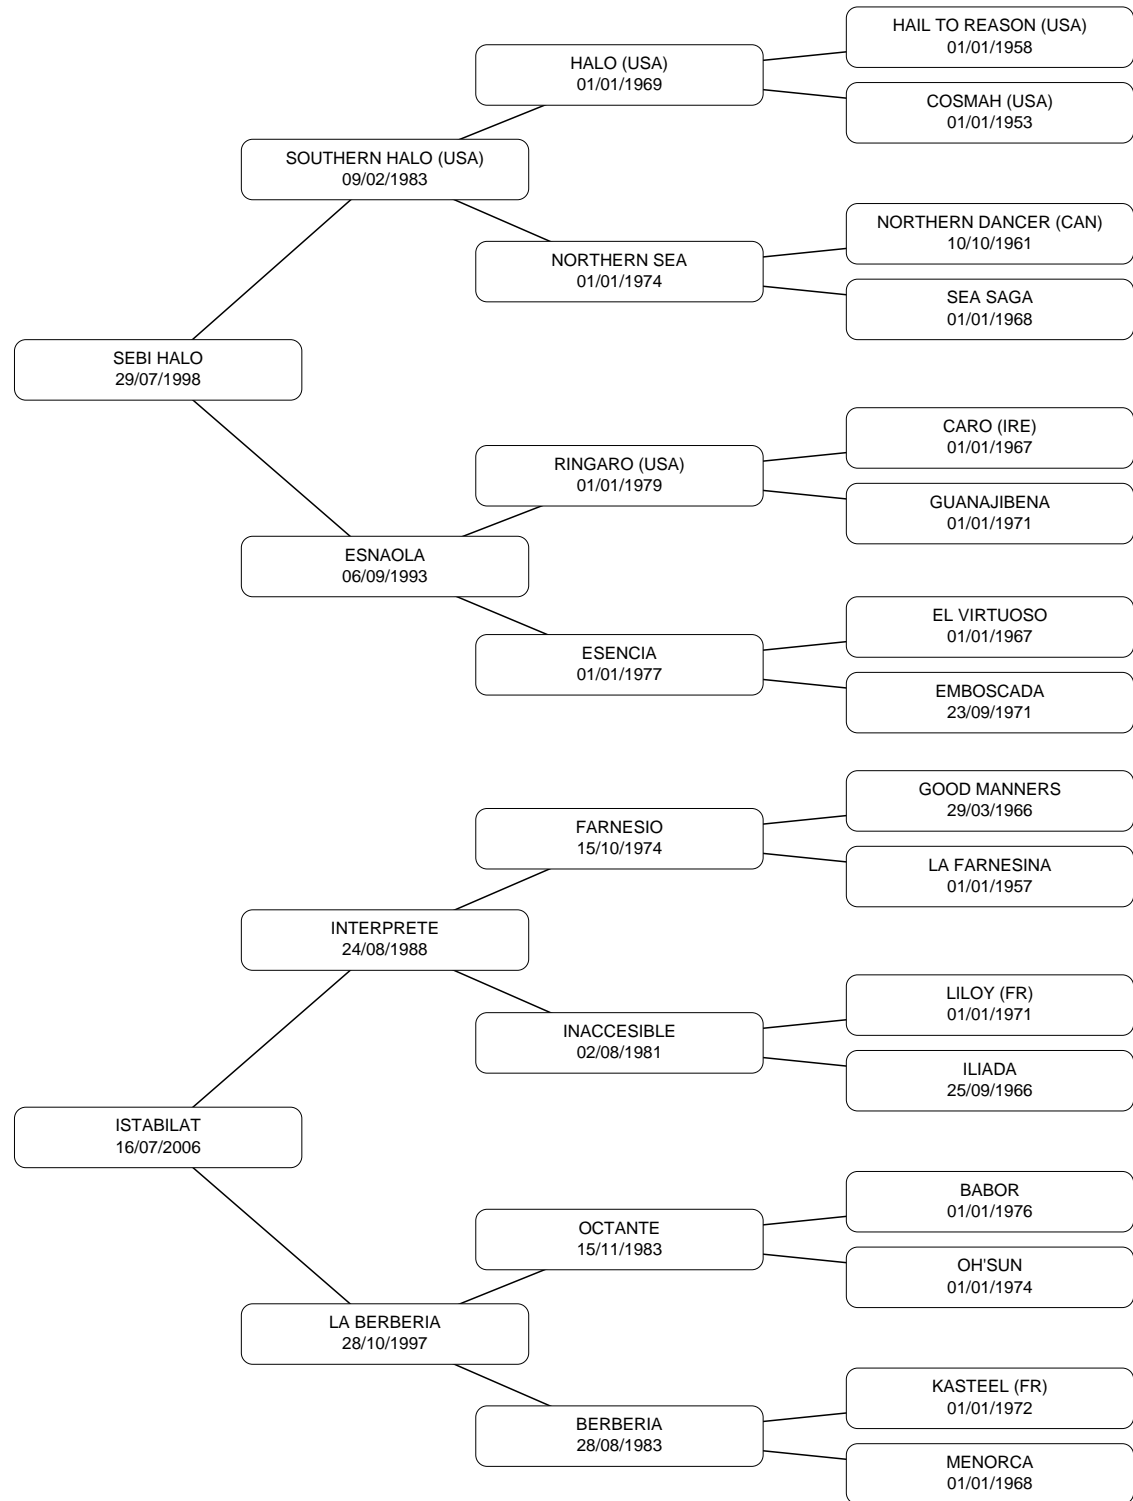 HAIL TO REASON (USA)
01/01/1958
HALO (USA)
01/01/1969
COSMAH (USA)
01/01/1953
SOUTHERN HALO (USA)
09/02/1983
NORTHERN DANCER (CAN)
10/10/1961
NORTHERN SEA
01/01/1974
SEA SAGA
01/01/1968
SEBI HALO
29/07/1998
CARO (IRE)
01/01/1967
RINGARO (USA)
01/01/1979
GUANAJIBENA
01/01/1971
ESNAOLA
06/09/1993
EL VIRTUOSO
01/01/1967
ESENCIA
01/01/1977
EMBOSCADA
23/09/1971
GOOD MANNERS
29/03/1966
FARNESIO
15/10/1974
LA FARNESINA
01/01/1957
INTERPRETE
24/08/1988
LILOY (FR)
01/01/1971
INACCESIBLE
02/08/1981
ILIADA
25/09/1966
ISTABILAT
16/07/2006
BABOR
01/01/1976
OCTANTE
15/11/1983
OH'SUN
01/01/1974
LA BERBERIA
28/10/1997
KASTEEL (FR)
01/01/1972
BERBERIA
28/08/1983
MENORCA
01/01/1968